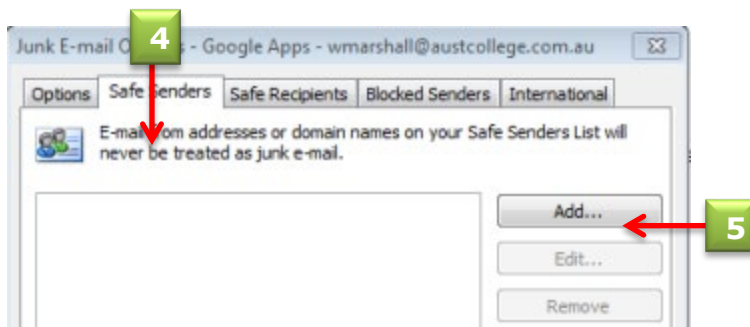 4
Junk E-mail O s - Google Apps - wmarshall@austcollege.com.au
Options Safe Senders Safe Recipients Blocked Senders International
E-mail from addresses or domain names on your Safe Senders List will
never be treated as junk e-mail.
Add...
5
Edit...
Remove